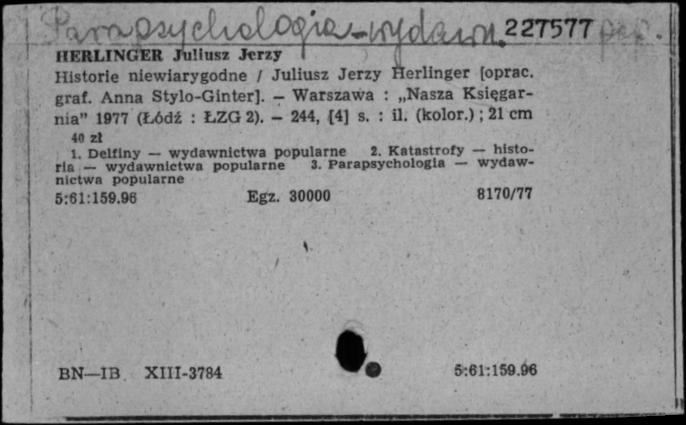 Parapsychologia - wydawn. 227577 pop.
HERLINGER Juliusz Jerzy
Historie niewiarygodne / Juliusz Jerzy Herlinger [oprac.
graf. Anna Stylo-Ginter]. — Warszawa : „Nasza Księgar-
nia” 1977 (Łódź : ŁZG 2). — 244, [4] s. : il. (kolor.) ; 21 cm
40 zł
1. Delfiny — wydawnictwa popularne 2. Katastrofy — histo-
ria — wydawnictwa popularne 3. Parapsychologia — wydaw-
nictwa popularne
5:61:159.96 Egz. 30000 8170/77
BN—IB XIII-3784 5:61:159.96